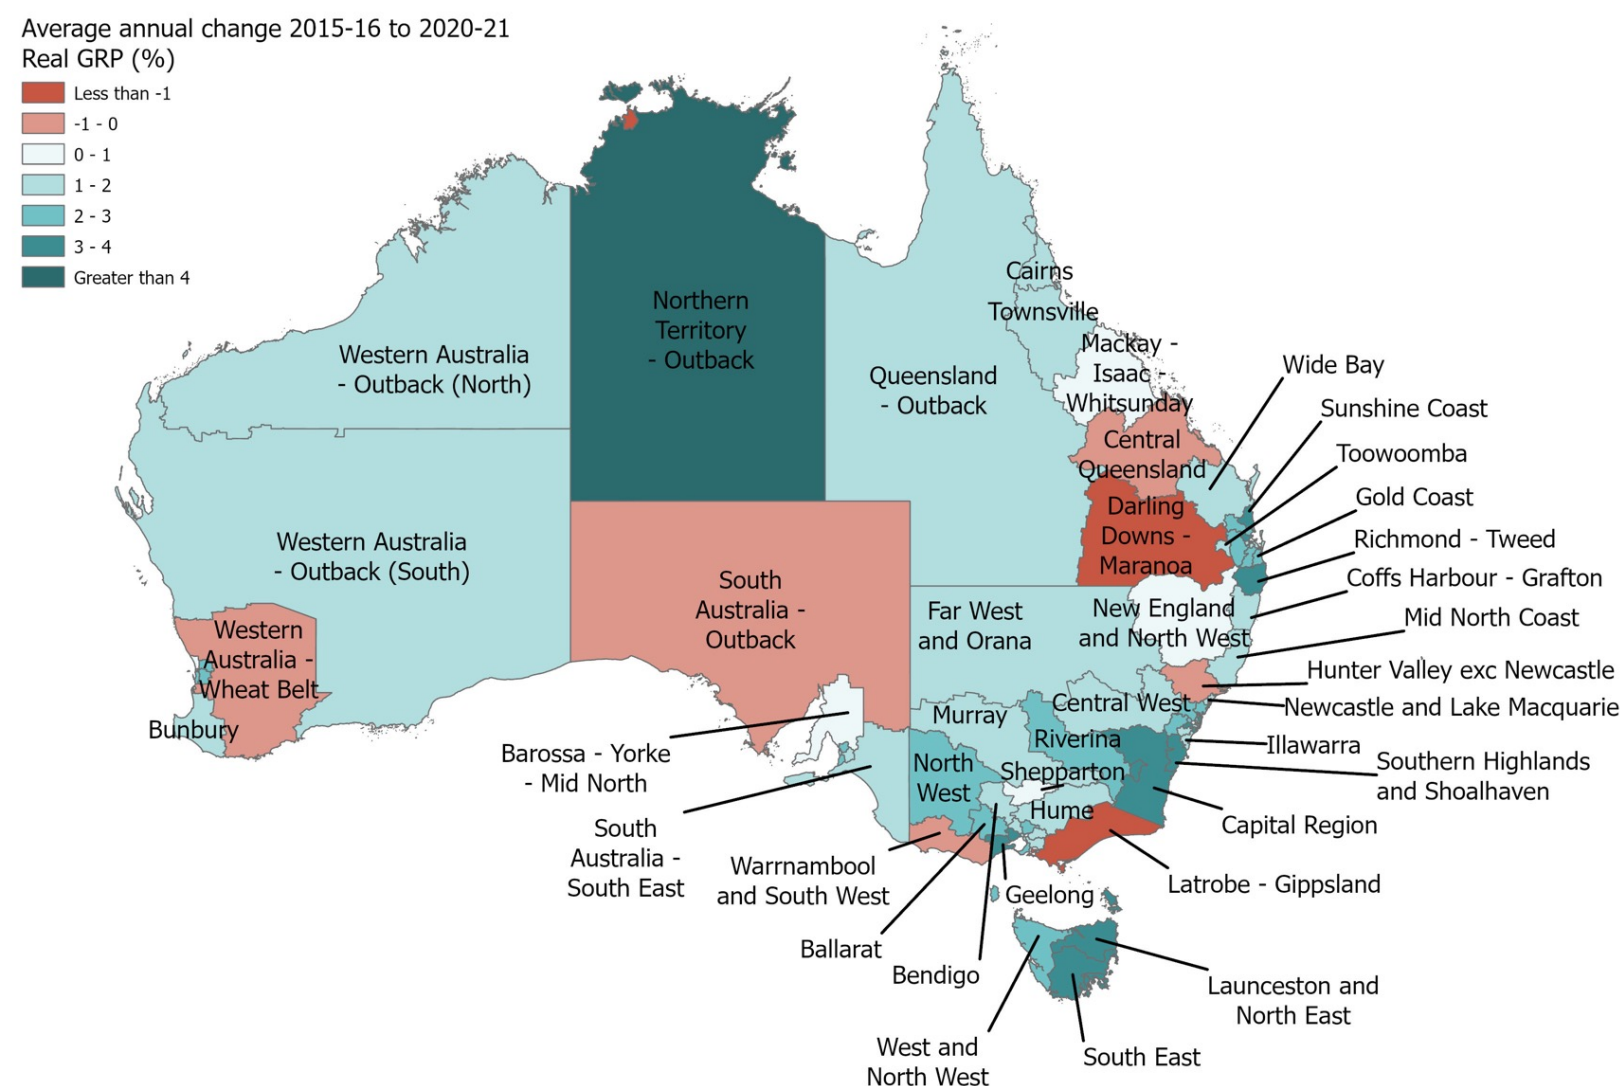 Average annual change 2015-16 to 2020-21
Real GRP (%)
Less than -1
-1 - 0
0 - 1
1 - 2
2 - 3
3 - 4
Greater than 4
Northern
Territory
- Outback
Western Australia
- Outback (North)
Queensland
- Outback
Cairns
Townsville
Mackay -
Isaac -
Whitsunday
Central
Queensland
Darling
Downs -
Maranoa
Wide Bay
Sunshine Coast
Toowoomba
Gold Coast
Richmond - Tweed
Coffs Harbour - Grafton
Mid North Coast
Hunter Valley exc Newcastle
Newcastle and Lake Macquarie
Illawarra
Southern Highlands
and Shoalhaven
Capital Region
Latrobe - Gippsland
Western Australia
- Outback (South)
South
Australia -
Outback
Far West
and Orana
New England
and North West
Western
Australia -
Wheat Belt
Bunbury
Central West
Murray
Riverina
North
West
Shepparton
Hume
Barossa - Yorke
- Mid North
South
Australia -
South East
Warrnambool
and South West
Geelong
Ballarat
Bendigo
Launceston and
North East
West and
North West
South East